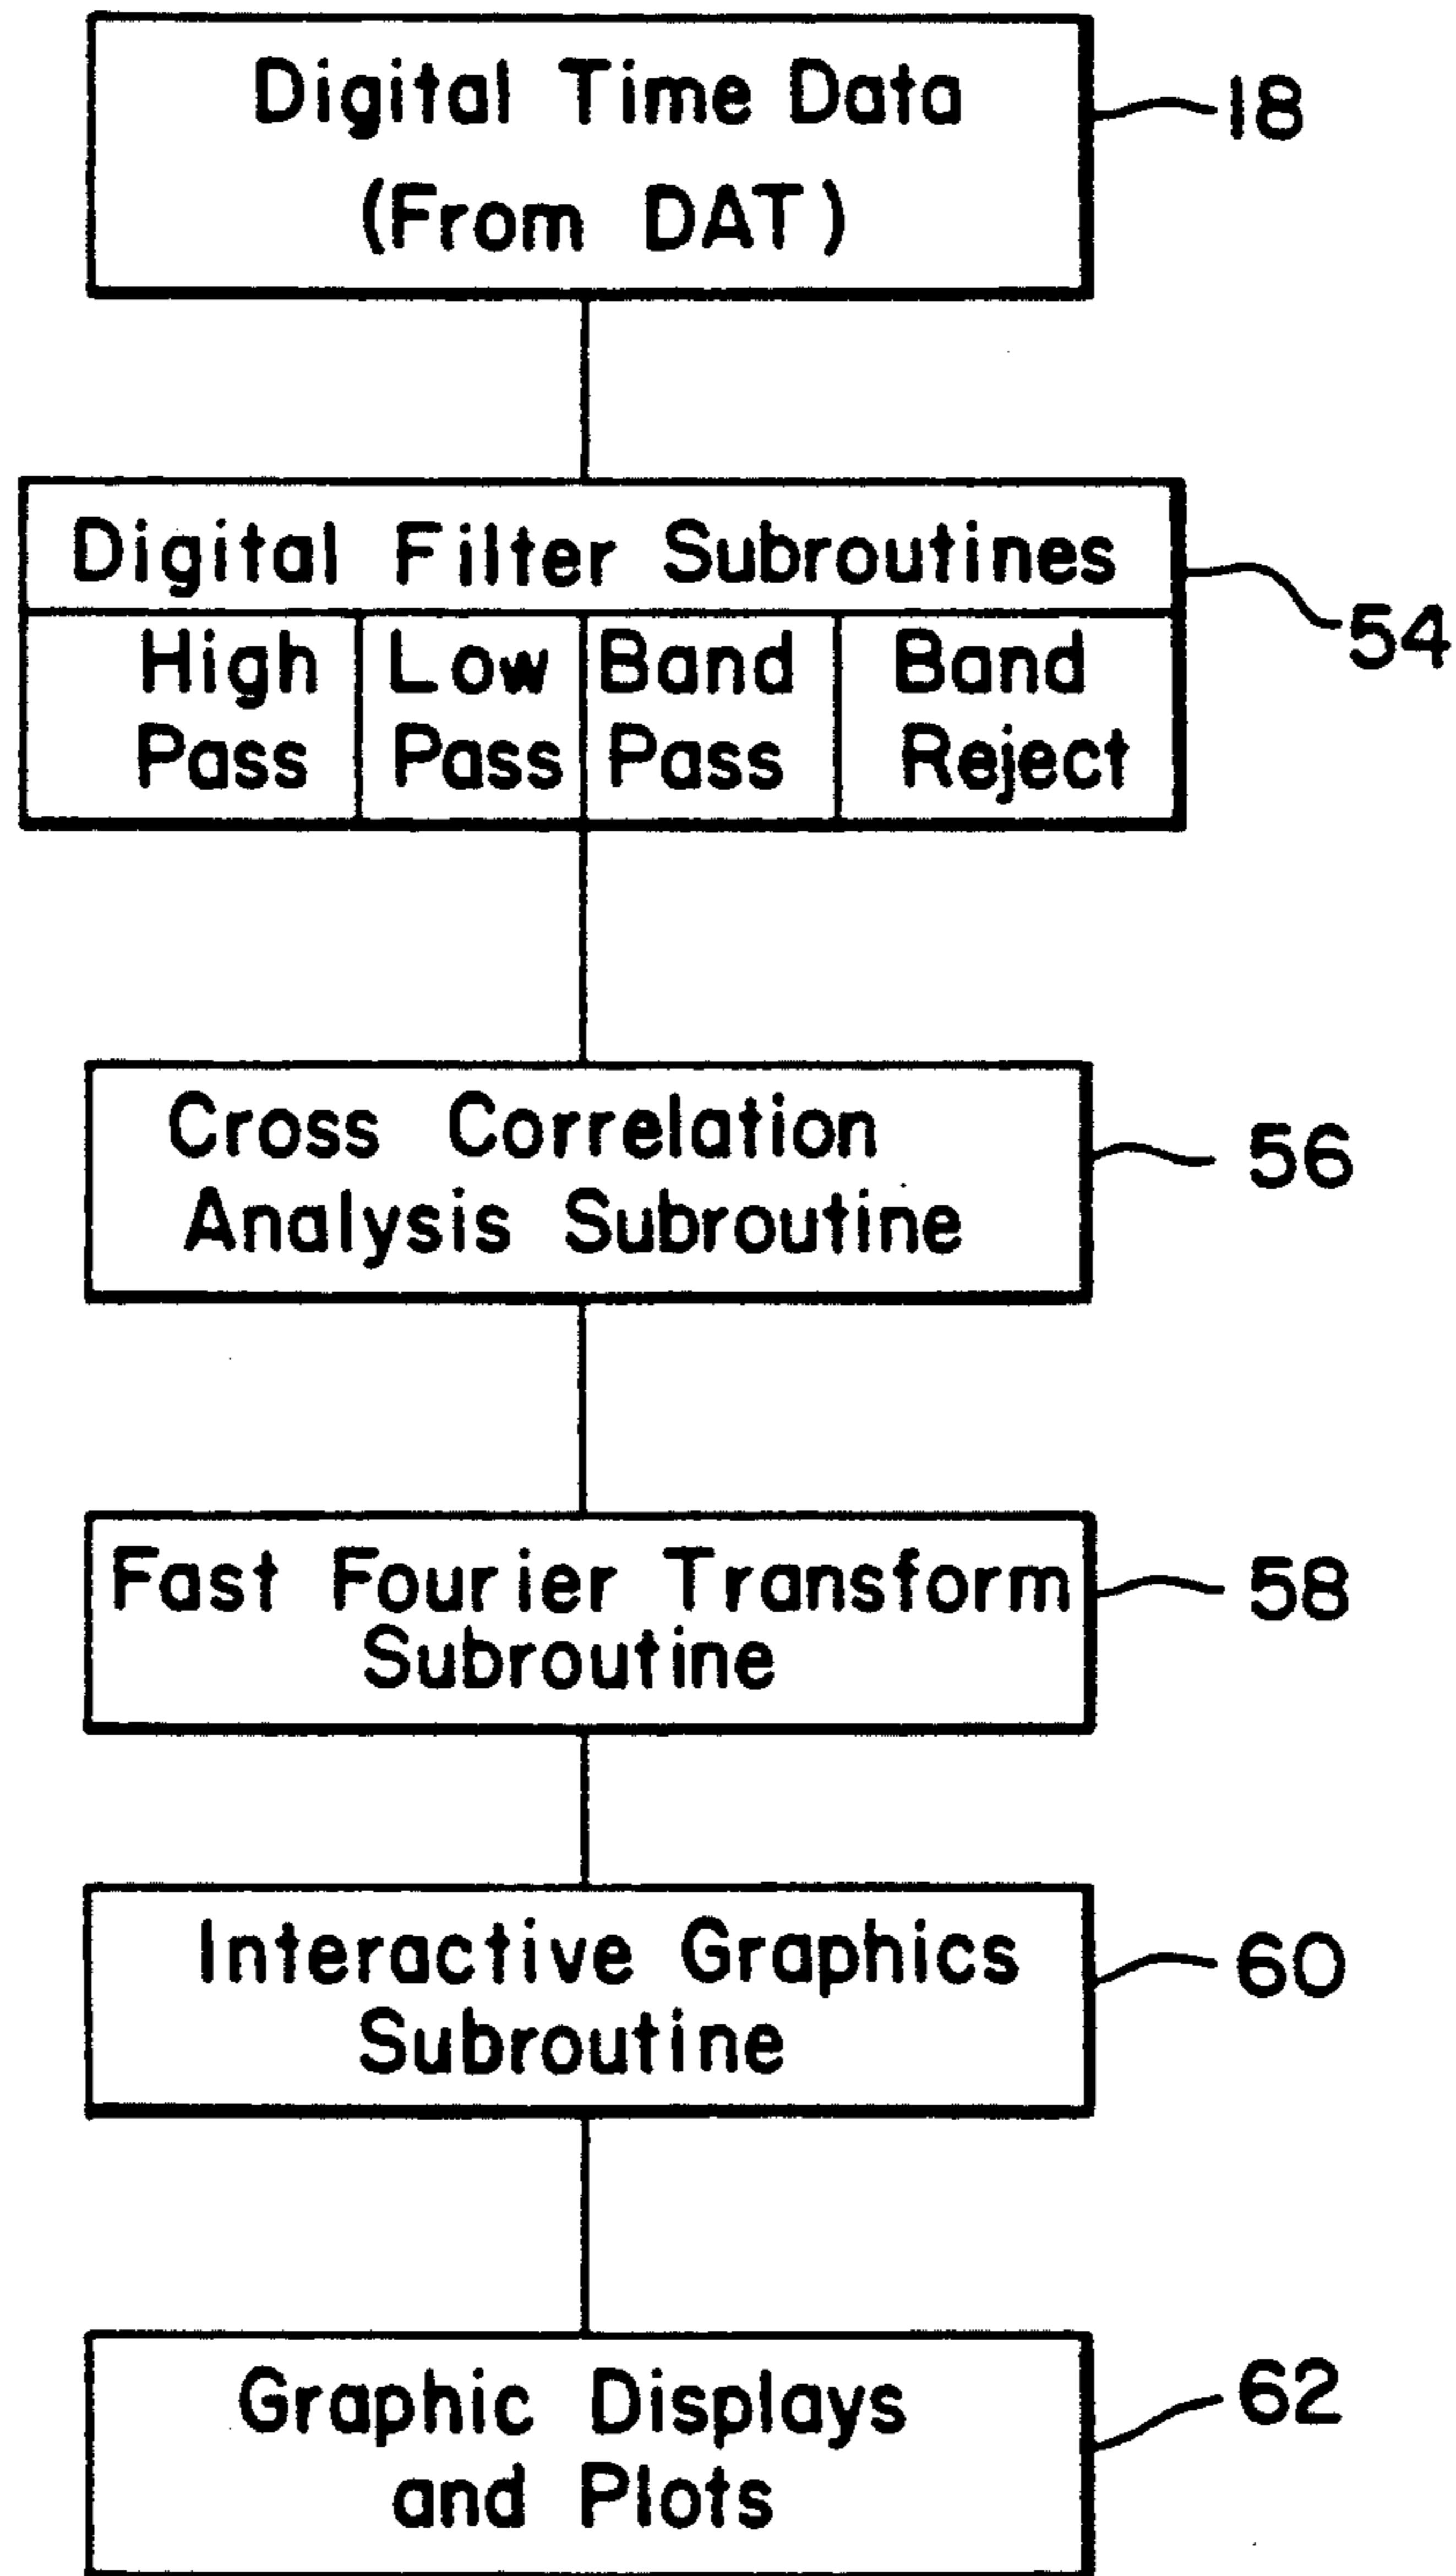 Digital Time Data
(From DAT)
18
Digital Filter Subroutines
54
High Pass
Low Pass
Band Pass
Band Reject
Cross Correlation
Analysis Subroutine
56
Fast Fourier Transform
Subroutine
58
Interactive Graphics
Subroutine
60
Graphic Displays
and Plots
62